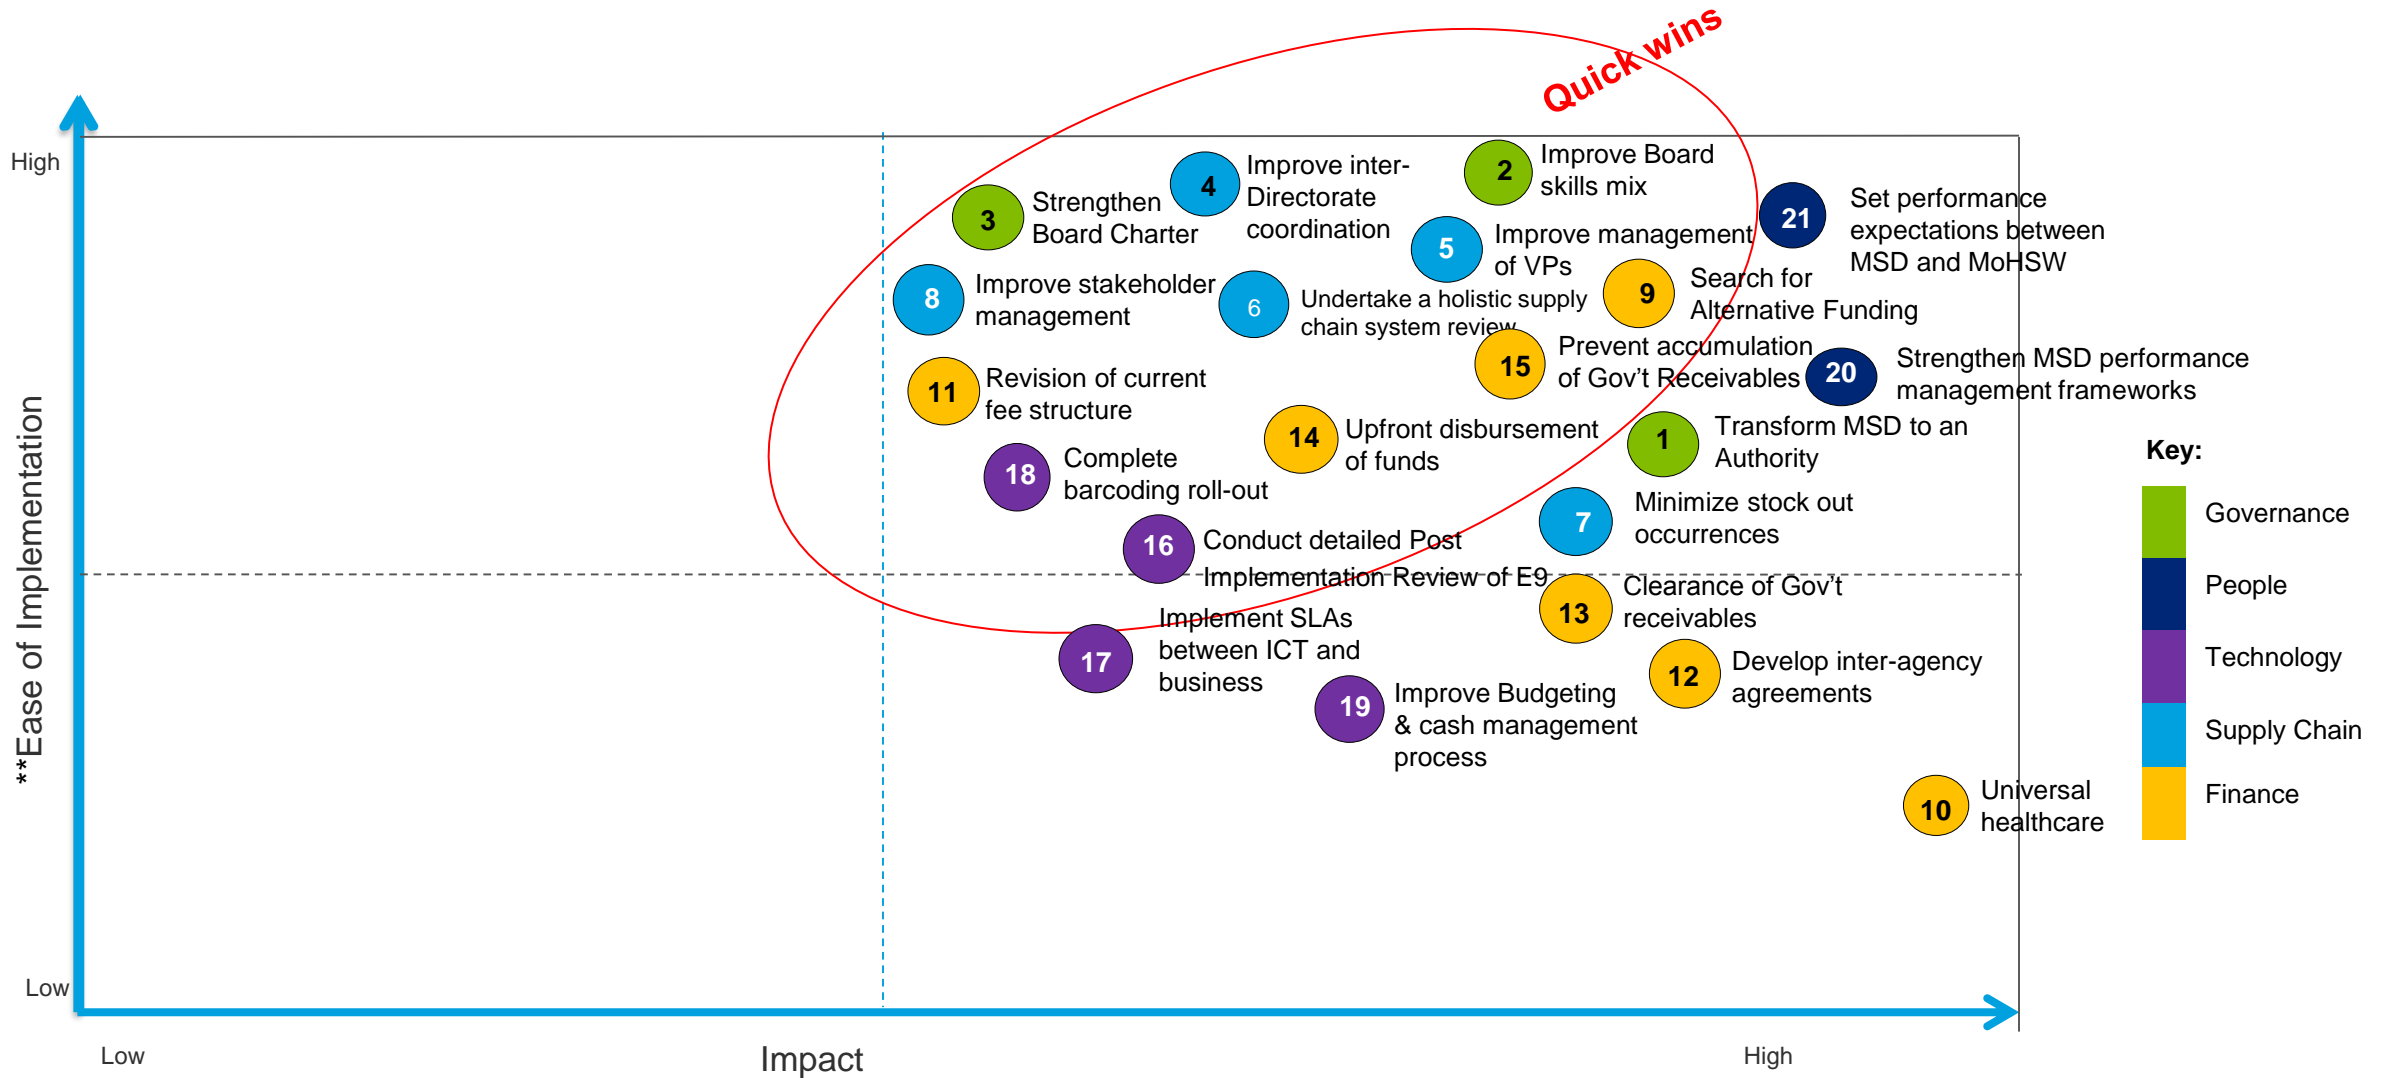 Quick wins
High
**Ease of Implementation
Low
Low
Impact
High
3
Strengthen
Board Charter
4
Improve inter-
Directorate
coordination
2
Improve Board
skills mix
21
Set performance
expectations between
MSD and MoHSW
5
Improve management
of VPs
8
Improve stakeholder
management
6
Undertake a holistic supply
chain system review
9
Search for
Alternative Funding
15
Prevent accumulation
of Gov't Receivables
20
Strengthen MSD performance
management frameworks
11
Revision of current
fee structure
14
Upfront disbursement
of funds
1
Transform MSD to an
Authority
18
Complete
barcoding roll-out
7
Minimize stock out
occurrences
16
Conduct detailed Post
Implementation Review of E9
13
Clearance of Gov't
receivables
17
Implement SLAs
between ICT and
business
12
Develop inter-agency
agreements
19
Improve Budgeting
& cash management
process
10
Universal
healthcare
Key:
Governance
People
Technology
Supply Chain
Finance